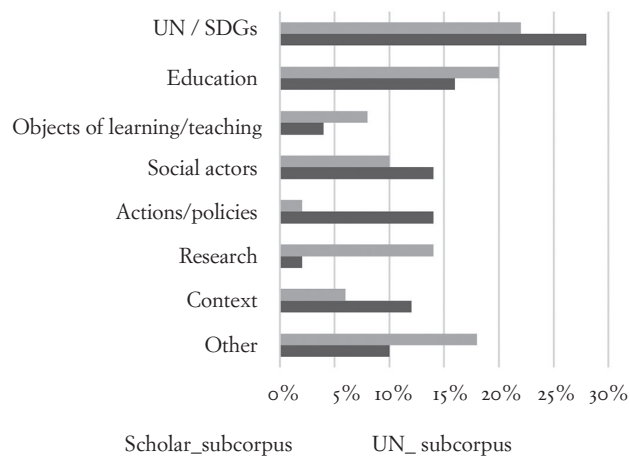 UN / SDGs
Education
Objects of learning/teaching
Social actors
Actions/policies
Research
Context
Other
0% 5% 10% 15% 20% 25% 30%
Scholar_subcorpus UN_ subcorpus